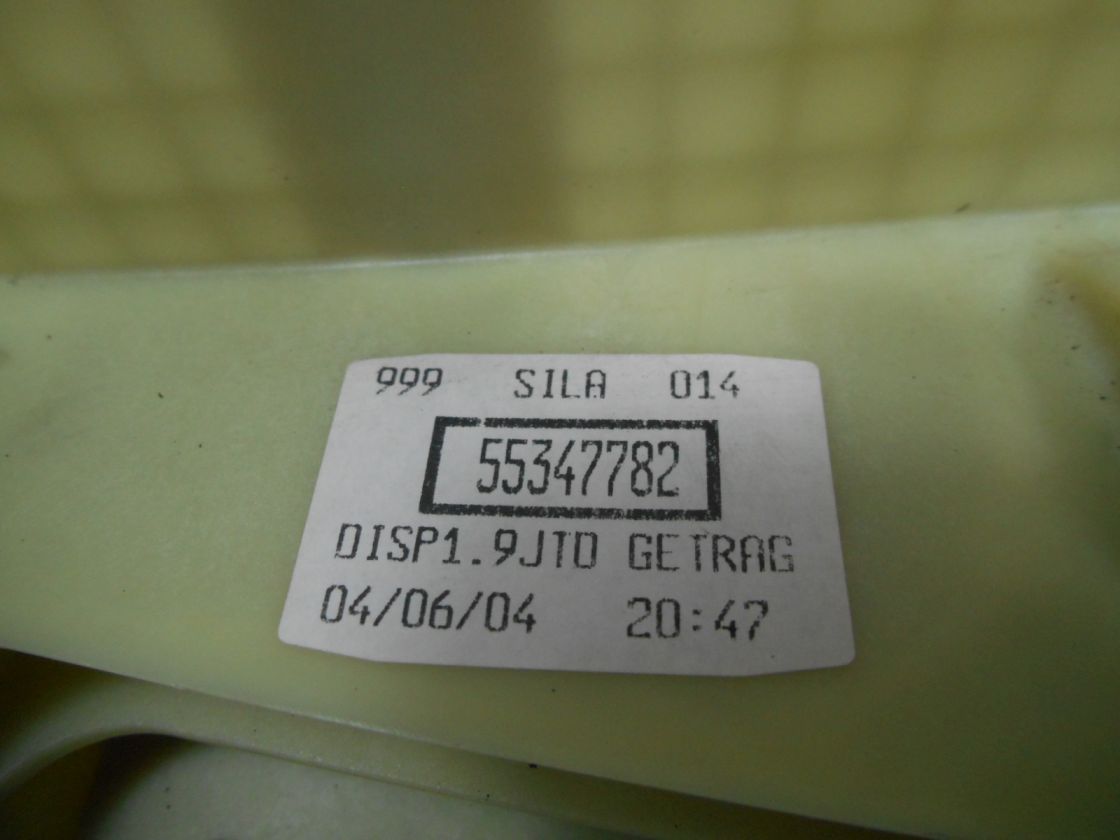 999 SILA 014
55347782
DISP1.9JTD GETRAG
04/06/04 20:47